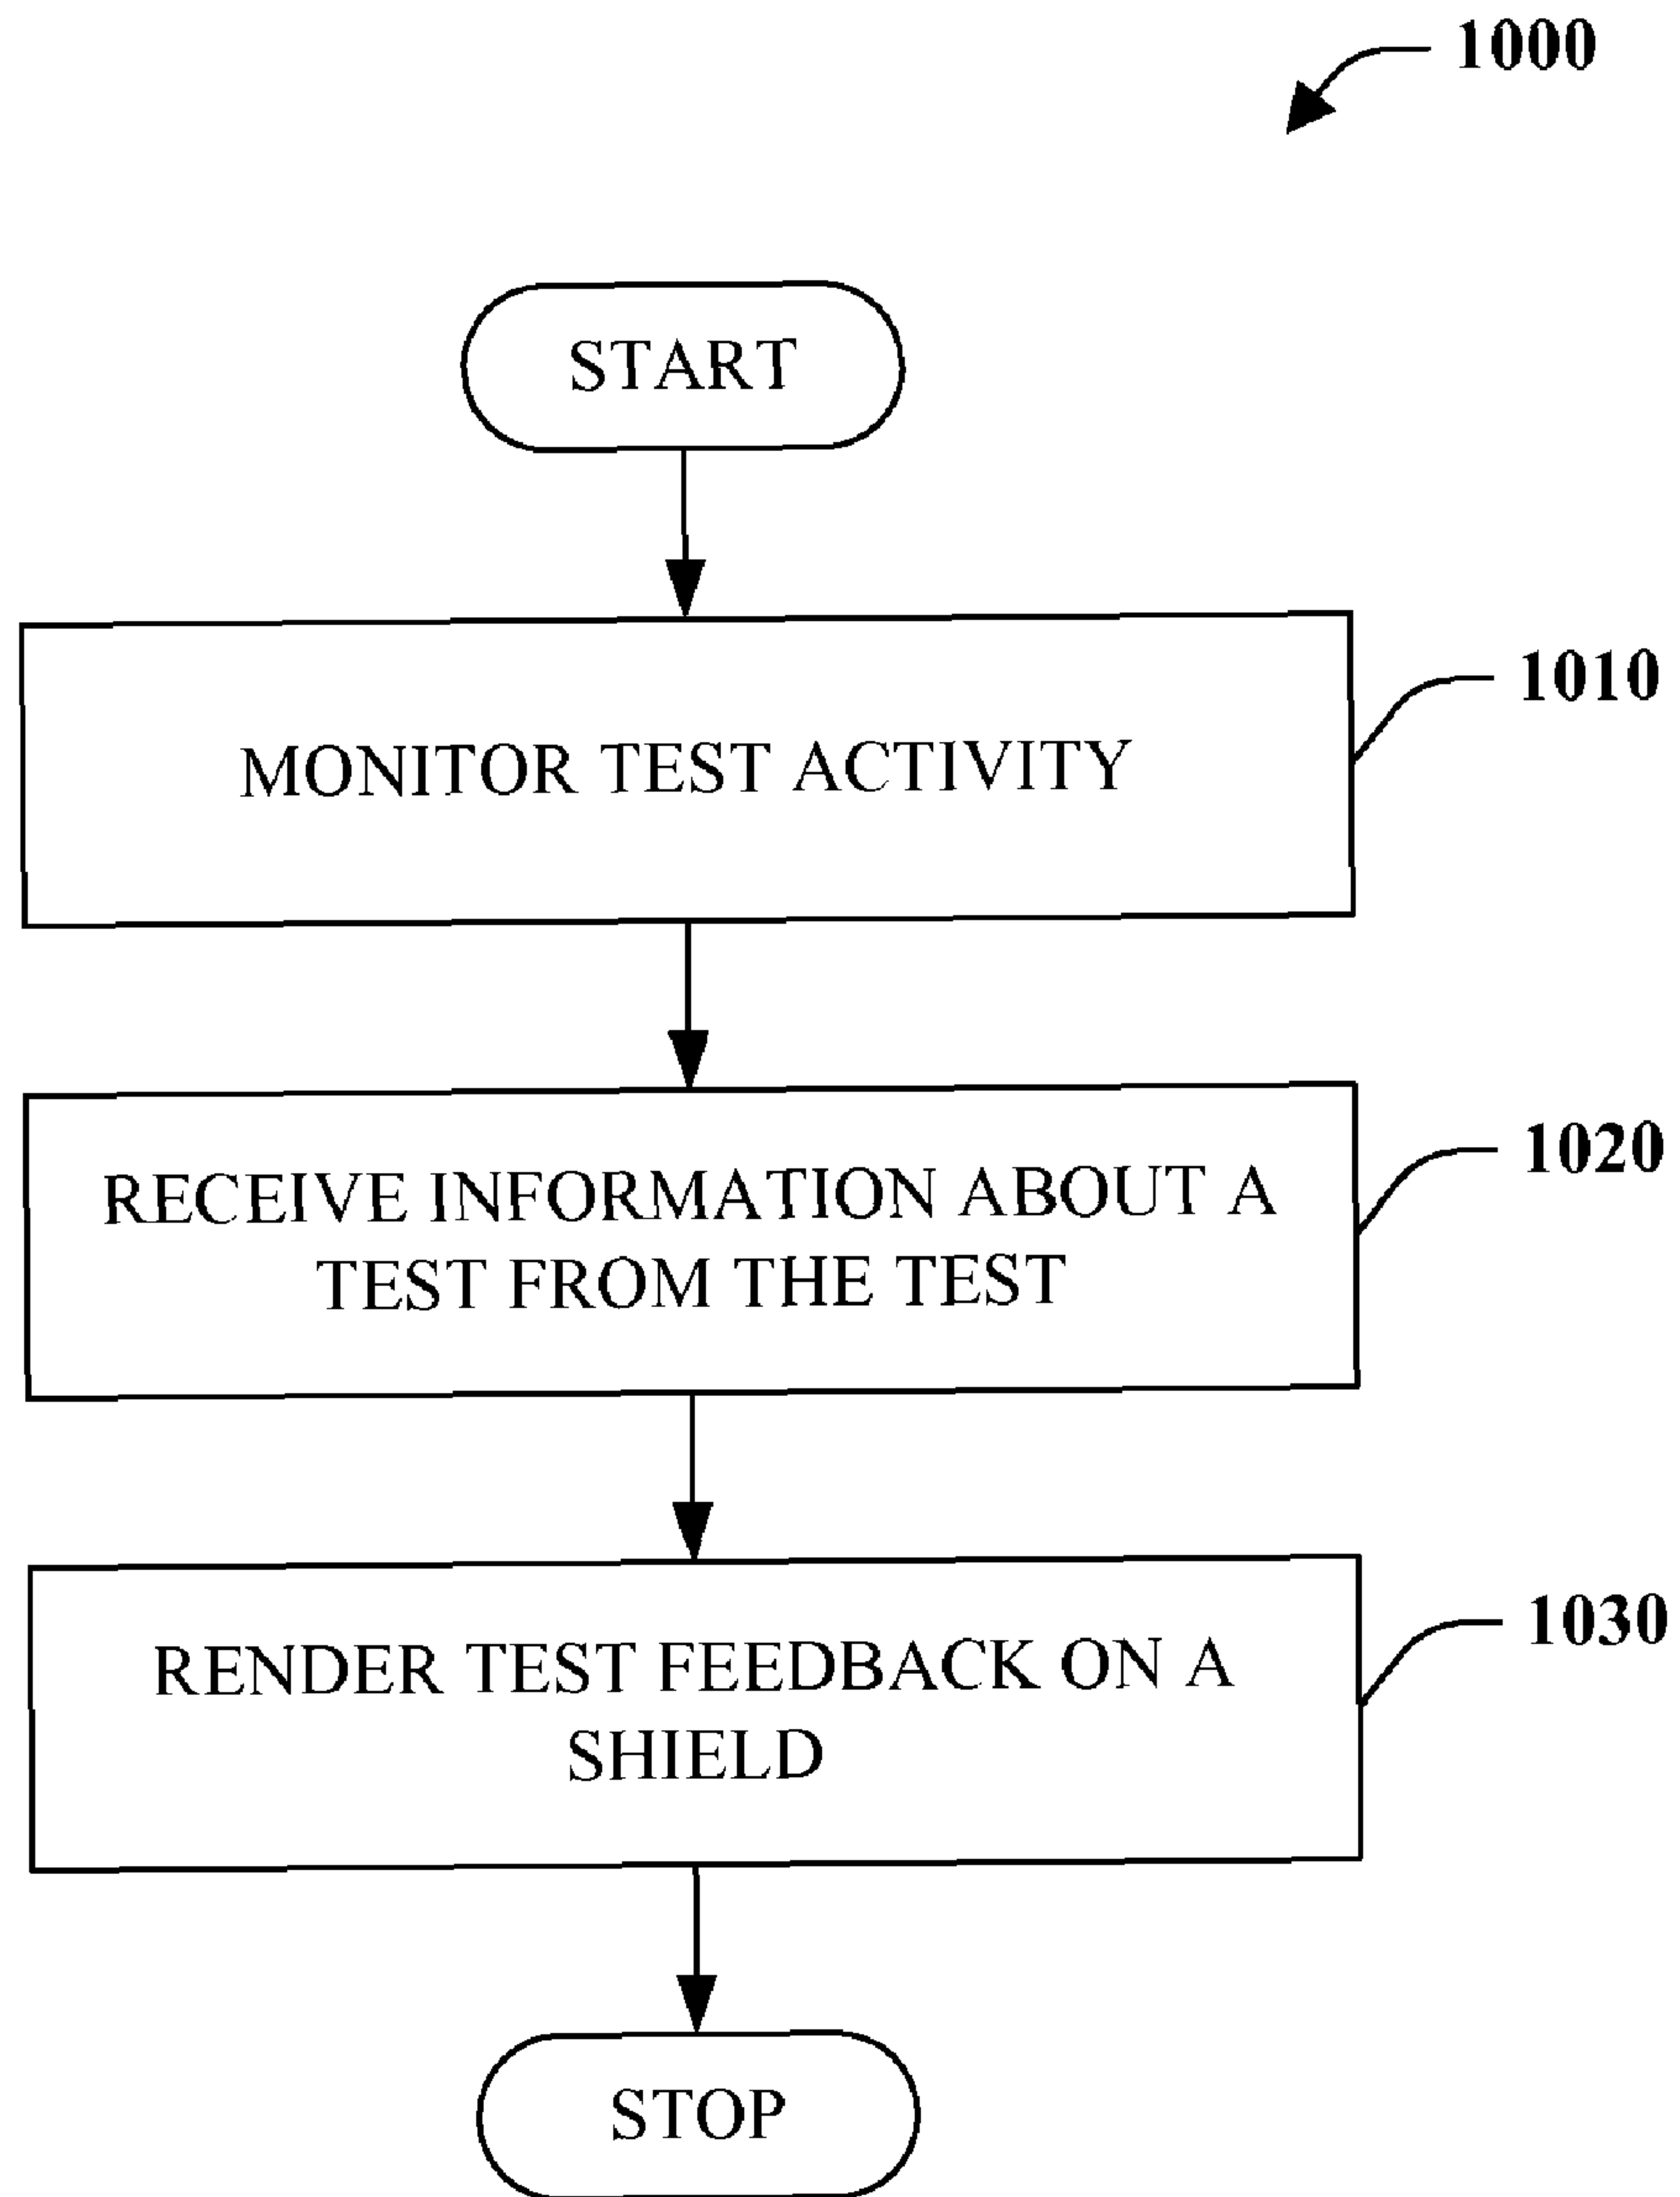 1000
START
MONITOR TEST ACTIVITY
1010
RECEIVE INFORMATION ABOUT A
TEST FROM THE TEST
1020
RENDER TEST FEEDBACK ON A
SHIELD
1030
STOP